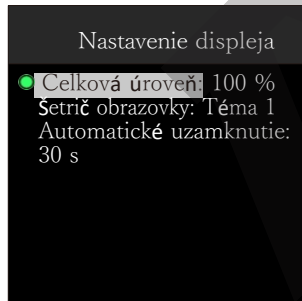 Nastavenie displeja
Celková úroveň: 100 %
Šetrič obrazovky: Téma 1
Automatické uzamknutie:
30 s